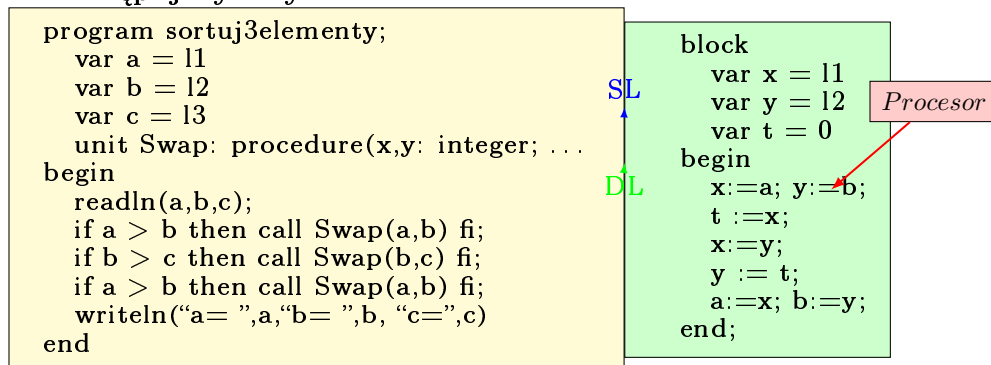 program sortuj3elementy;
var a = l1
var b = l2
var c = l3
unit Swap: procedure(x,y: integer; ...
begin
readln(a,b,c);
if a > b then call Swap(a,b) fi;
if b > c then call Swap(b,c) fi;
if a > b then call Swap(a,b) fi;
writeln(“a= ”,a,“b= ”,b, “c=”,c)
end
SL
DL
block
var x = l1
var y = l2
var t = 0
begin
x:=a; y:=b;
t :=x;
x:=y;
y := t;
a:=x; b:=y;
end;
Procesor